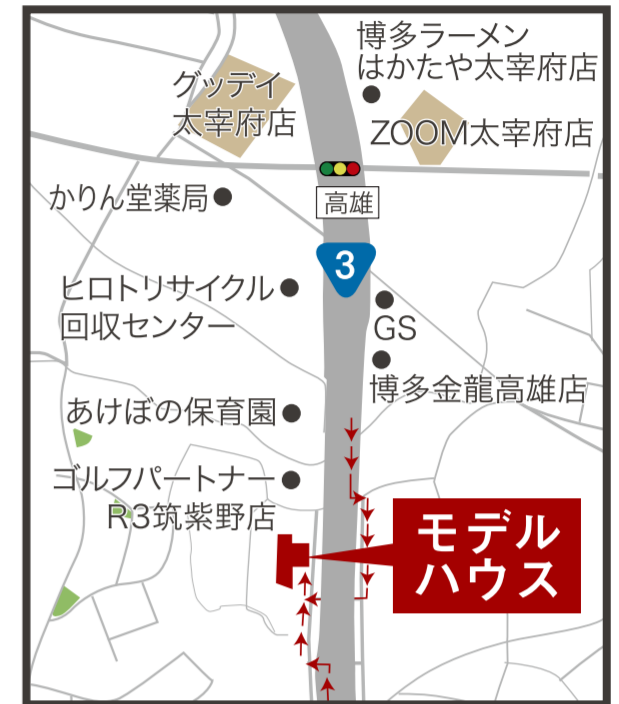 博多ラーメン
はかたや太宰府店
グッデイ
太宰府店
ZOOM太宰府店
かりん堂薬局
高雄
3
ヒロトリサイクル
回収センター
GS
博多金龍高雄店
あけぼの保育園
ゴルフパートナー
R3筑紫野店
モデル
ハウス